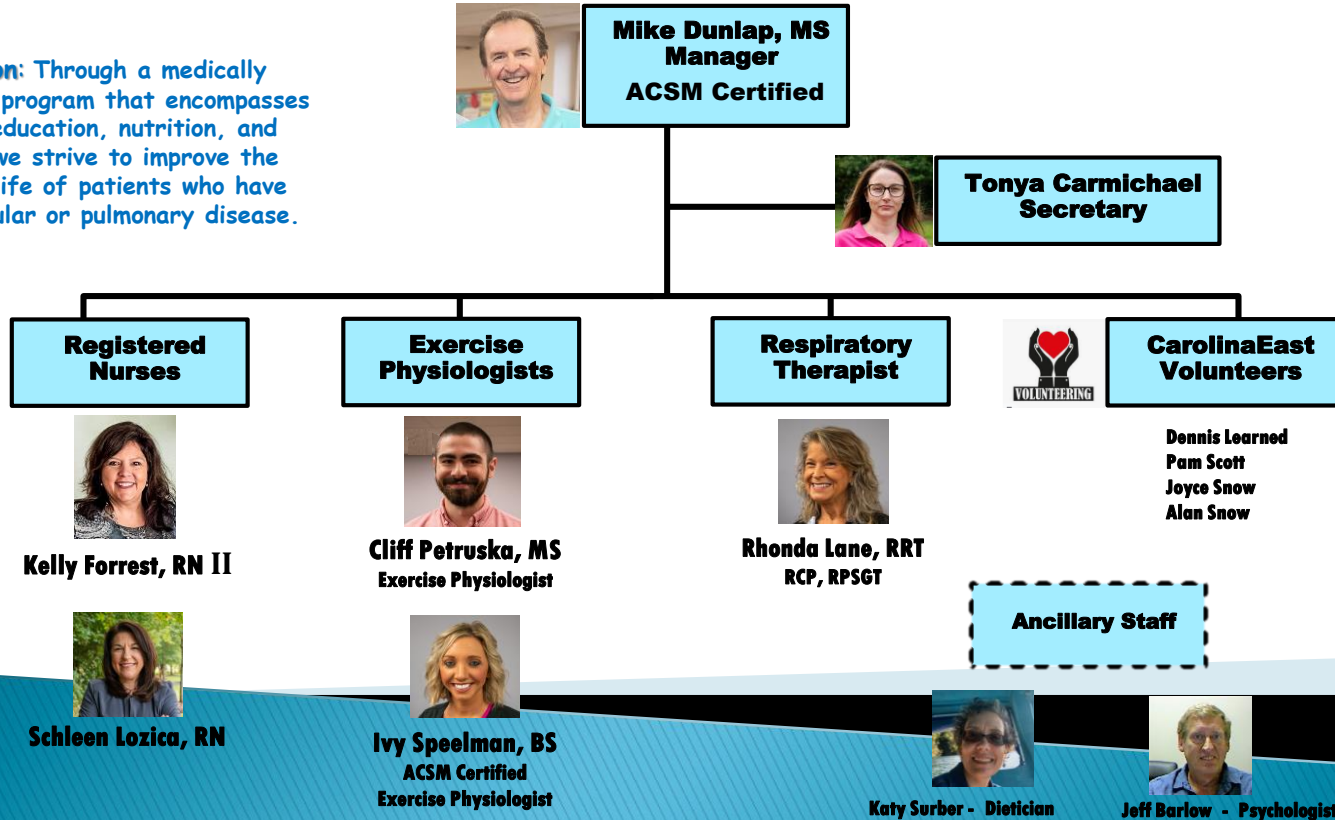 Mike Dunlap, MS
Manager
ACSM Certified
on: Through a medically
program that encompasses
education, nutrition, and
we strive to improve the
life of patients who have
ular or pulmonary disease.
Tonya Carmichael
Secretary
Registered
Nurses
Exercise
Physiologists
Respiratory
Therapist
VOLUNTEERING
CarolinaEast
Volunteers
Dennis Learned
Pam Scott
Joyce Snow
Alan Snow
Kelly Forrest, RN II
Cliff Petruska, MS
Exercise Physiologist
Rhonda Lane, RRT
RCP, RPSGT
Ancillary Staff
Schleen Lozica, RN
Ivy Speelman, BS
ACSM Certified
Exercise Physiologist
Katy Surber - Dietician
Jeff Barlow - Psychologist